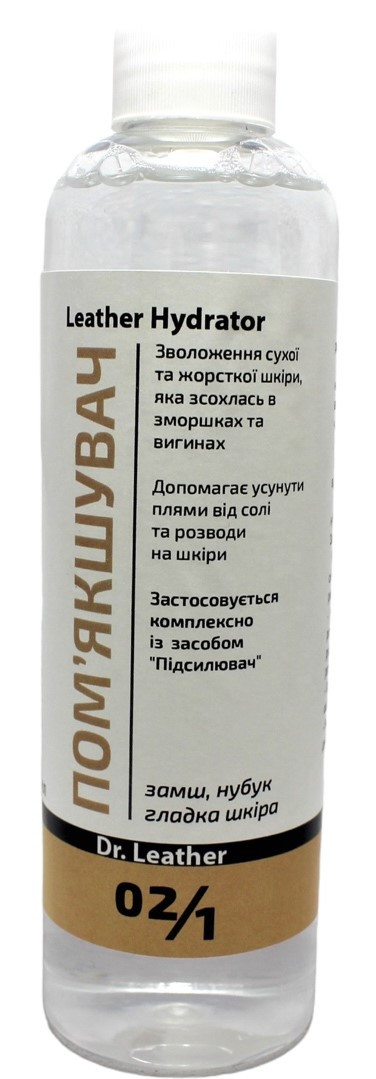 Leather Hydrator
ПОМ'ЯКШУВАЧ
Зволоження сухої
та жорсткої шкіри,
яка зсохлась в
зморшках та
вигинах
Допомагає усунути
плями від солі
та розводи
на шкіри
Застосовується
комплексно
із засобом
"Підсилювач"
замш, нубук
гладка шкіра
Dr. Leather
02/1